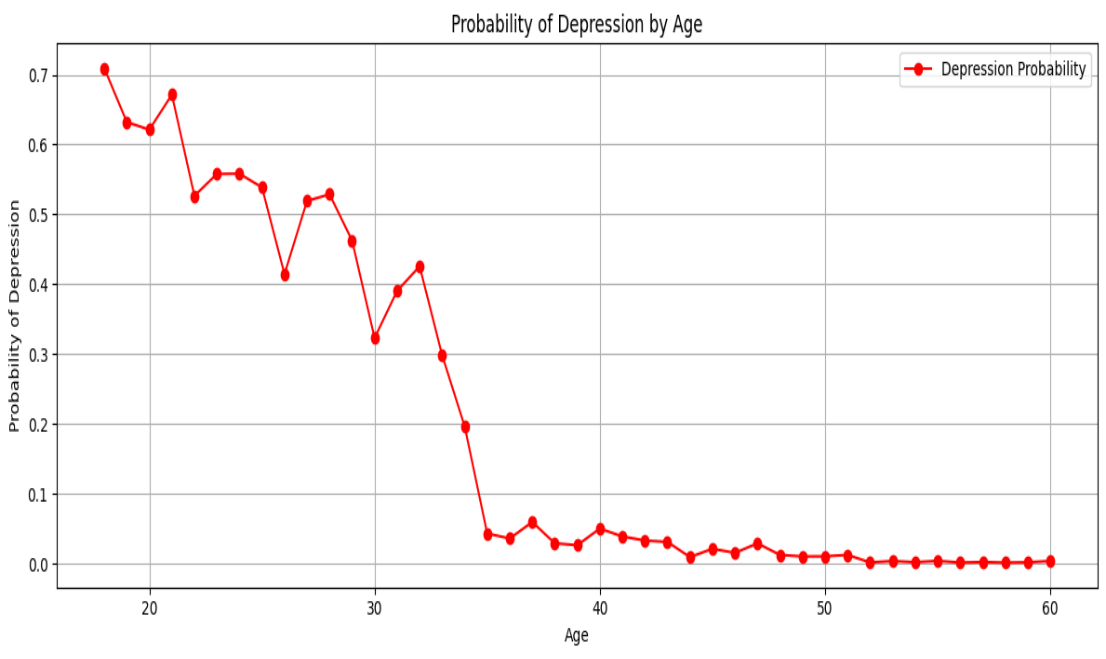 Probability of Depression by Age
Depression Probability
Probability of Depression
0.7
0.6
0.5
0.4
0.3
0.2
0.1
0.0
20 30 40 50 60
Age